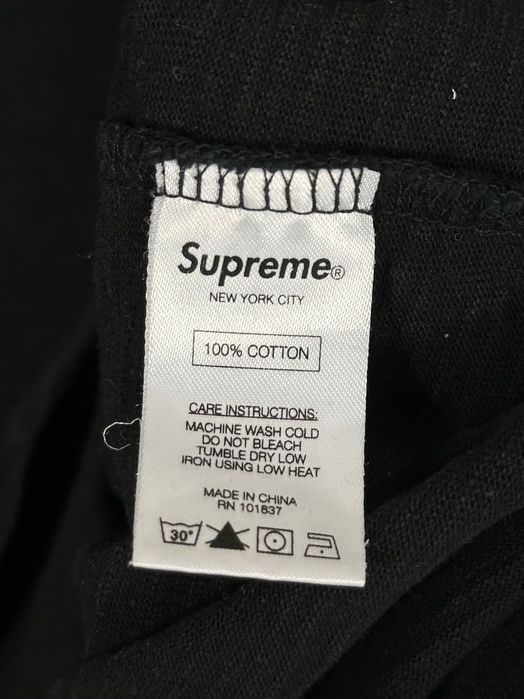 Supreme®
NEW YORK CITY
100% COTTON
CARE INSTRUCTIONS:
MACHINE WASH COLD
DO NOT BLEACH
TUMBLE DRY LOW
IRON USING LOW HEAT
MADE IN CHINA
RN 101837
30°